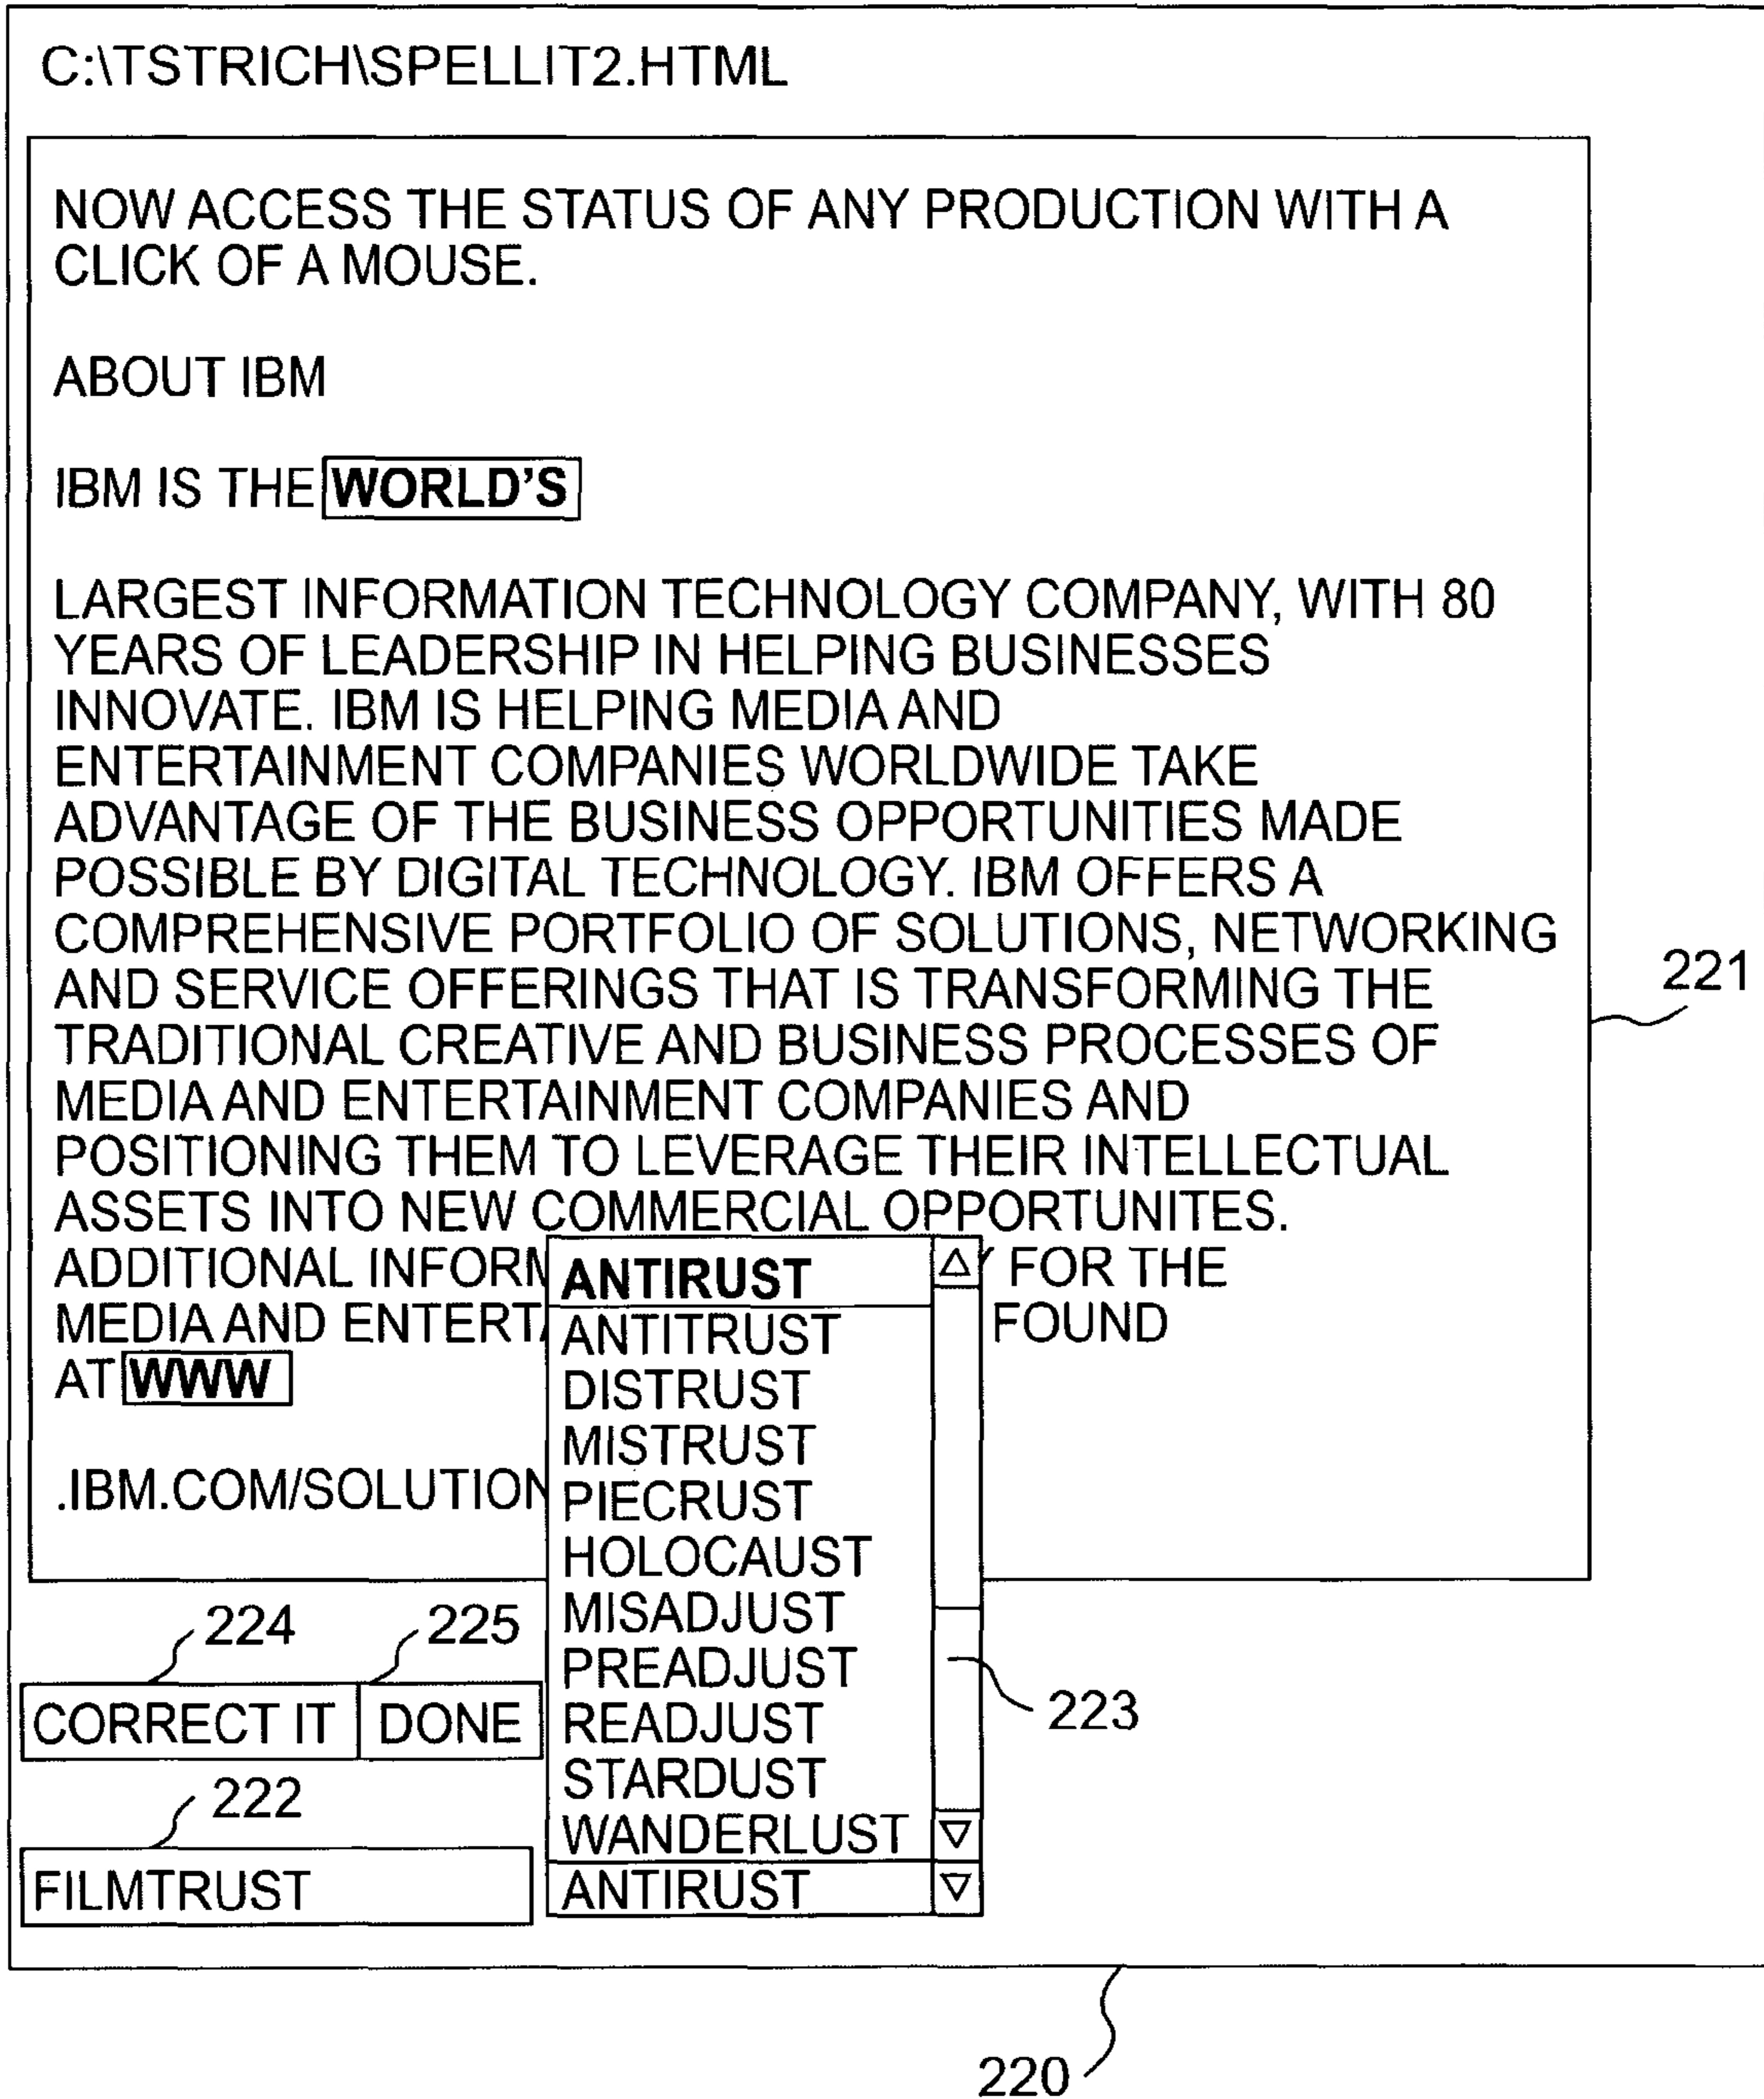 C:\TSTRICH\SPELLIT2.HTML
NOW ACCESS THE STATUS OF ANY PRODUCTION WITH A
CLICK OF A MOUSE.
ABOUT IBM
IBM IS THE WORLD'S
LARGEST INFORMATION TECHNOLOGY COMPANY, WITH 80
YEARS OF LEADERSHIP IN HELPING BUSINESSES
INNOVATE. IBM IS HELPING MEDIA AND
ENTERTAINMENT COMPANIES WORLDWIDE TAKE
ADVANTAGE OF THE BUSINESS OPPORTUNITIES MADE
POSSIBLE BY DIGITAL TECHNOLOGY. IBM OFFERS A
COMPREHENSIVE PORTFOLIO OF SOLUTIONS, NETWORKING
AND SERVICE OFFERINGS THAT IS TRANSFORMING THE
TRADITIONAL CREATIVE AND BUSINESS PROCESSES OF
MEDIA AND ENTERTAINMENT COMPANIES AND
POSITIONING THEM TO LEVERAGE THEIR INTELLECTUAL
ASSETS INTO NEW COMMERCIAL OPPORTUNITES.
ADDITIONAL INFORM FOR THE
MEDIA AND ENTERTA FOUND
AT WWW
.IBM.COM/SOLUTION
221
ANTIRUST
ANTITRUST
DISTRUST
MISTRUST
PIECRUST
HOLOCAUST
MISADJUST
PREADJUST
READJUST
STARDUST
WANDERLUST
ANTIRUST
223
224 225
CORRECT IT DONE
222
FILMTRUST
220